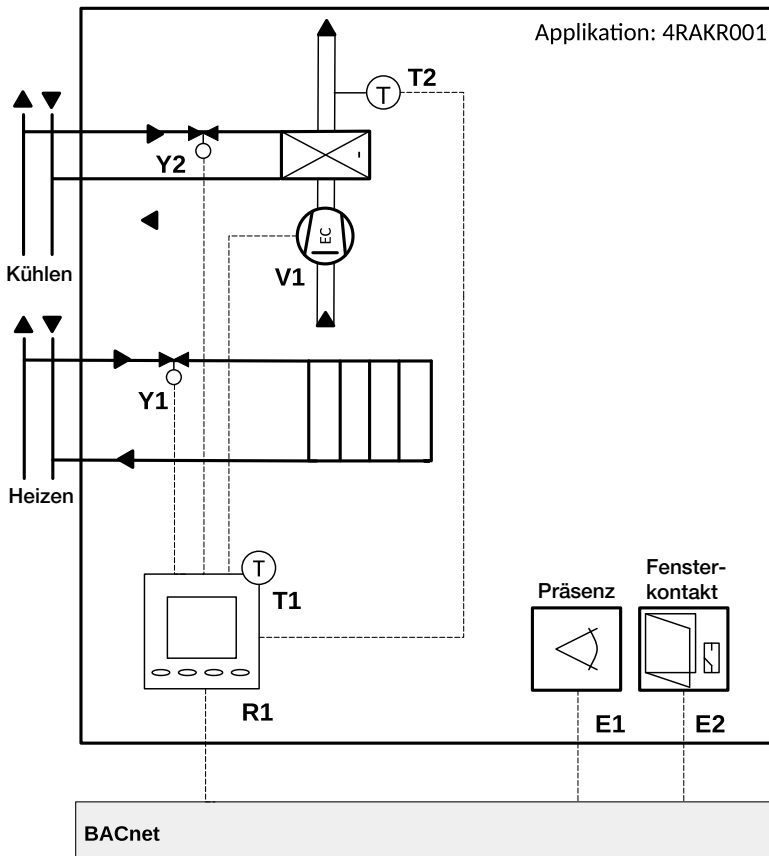 Applikation: 4RAKR001
T
T2
Y2
-
EC
V1
Kühlen
Y1
Heizen
T
T1
R1
Präsenz
Fenster-
kontakt
E1
E2
BACnet